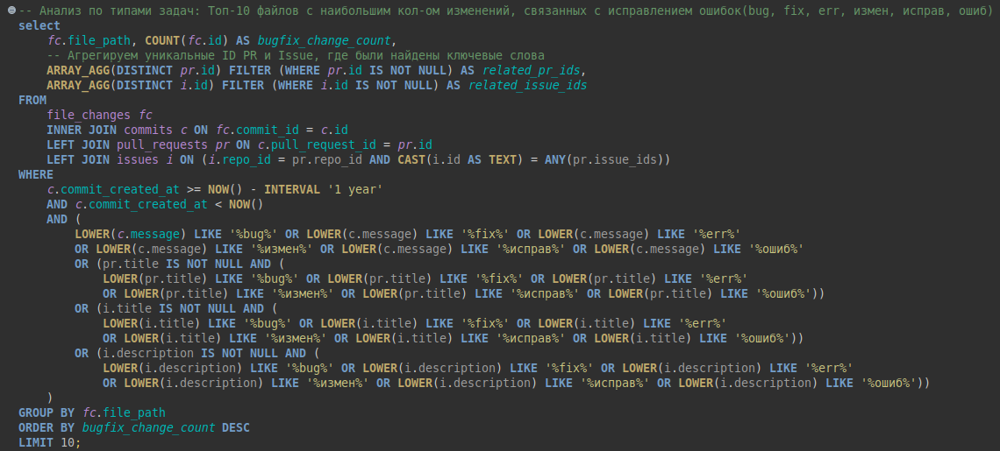 -- Анализ по типами задач: Топ-10 файлов с наибольшим кол-ом изменений, связанных с исправлением ошибок(bug, fix, err, измен, исправ, ошиб)
select
    fc.file_path, COUNT(fc.id) AS bugfix_change_count,
    -- Агрегируем уникальные ID PR и Issue, где были найдены ключевые слова
    ARRAY_AGG(DISTINCT pr.id) FILTER (WHERE pr.id IS NOT NULL) AS related_pr_ids,
    ARRAY_AGG(DISTINCT i.id) FILTER (WHERE i.id IS NOT NULL) AS related_issue_ids
FROM
    file_changes fc
    INNER JOIN commits c ON fc.commit_id = c.id
    LEFT JOIN pull_requests pr ON c.pull_request_id = pr.id
    LEFT JOIN issues i ON (i.repo_id = pr.repo_id AND CAST(i.id AS TEXT) = ANY(pr.issue_ids))
WHERE
    c.commit_created_at >= NOW() - INTERVAL '1 year'
    AND c.commit_created_at < NOW()
    AND (
        LOWER(c.message) LIKE '%bug%' OR LOWER(c.message) LIKE '%fix%' OR LOWER(c.message) LIKE '%err%'
        OR LOWER(c.message) LIKE '%измен%' OR LOWER(c.message) LIKE '%исправ%' OR LOWER(c.message) LIKE '%ошиб%'
        OR (pr.title IS NOT NULL AND (
            LOWER(pr.title) LIKE '%bug%' OR LOWER(pr.title) LIKE '%fix%' OR LOWER(pr.title) LIKE '%err%'
            OR LOWER(pr.title) LIKE '%измен%' OR LOWER(pr.title) LIKE '%исправ%' OR LOWER(pr.title) LIKE '%ошиб%'))
        OR (i.title IS NOT NULL AND (
            LOWER(i.title) LIKE '%bug%' OR LOWER(i.title) LIKE '%fix%' OR LOWER(i.title) LIKE '%err%'
            OR LOWER(i.title) LIKE '%измен%' OR LOWER(i.title) LIKE '%исправ%' OR LOWER(i.title) LIKE '%ошиб%'))
        OR (i.description IS NOT NULL AND (
            LOWER(i.description) LIKE '%bug%' OR LOWER(i.description) LIKE '%fix%' OR LOWER(i.description) LIKE '%err%'
            OR LOWER(i.description) LIKE '%измен%' OR LOWER(i.description) LIKE '%исправ%' OR LOWER(i.description) LIKE '%ошиб%'))
    )
GROUP BY fc.file_path
ORDER BY bugfix_change_count DESC
LIMIT 10;